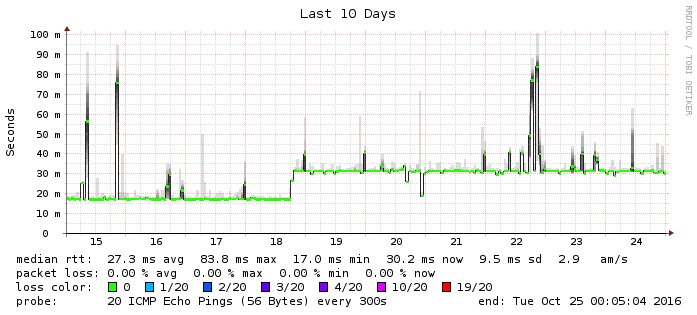 Last 10 Days
RRDTOOL / TOBI OETIKER
Seconds
100 m
90 m
80 m
70 m
60 m
50 m
40 m
30 m
20 m
10 m
0
15 16 17 18 19 20 21 22 23 24
median rtt: 27.3 ms avg 83.8 ms max 17.0 ms min 30.2 ms now 9.5 ms sd 2.9 am/s
packet loss: 0.00 % avg 0.00 % max 0.00 % min 0.00 % now
loss color: 0 1/20 2/20 3/20 4/20 10/20 19/20
probe: 20 ICMP Echo Pings (56 Bytes) every 300s end: Tue Oct 25 00:05:04 2016